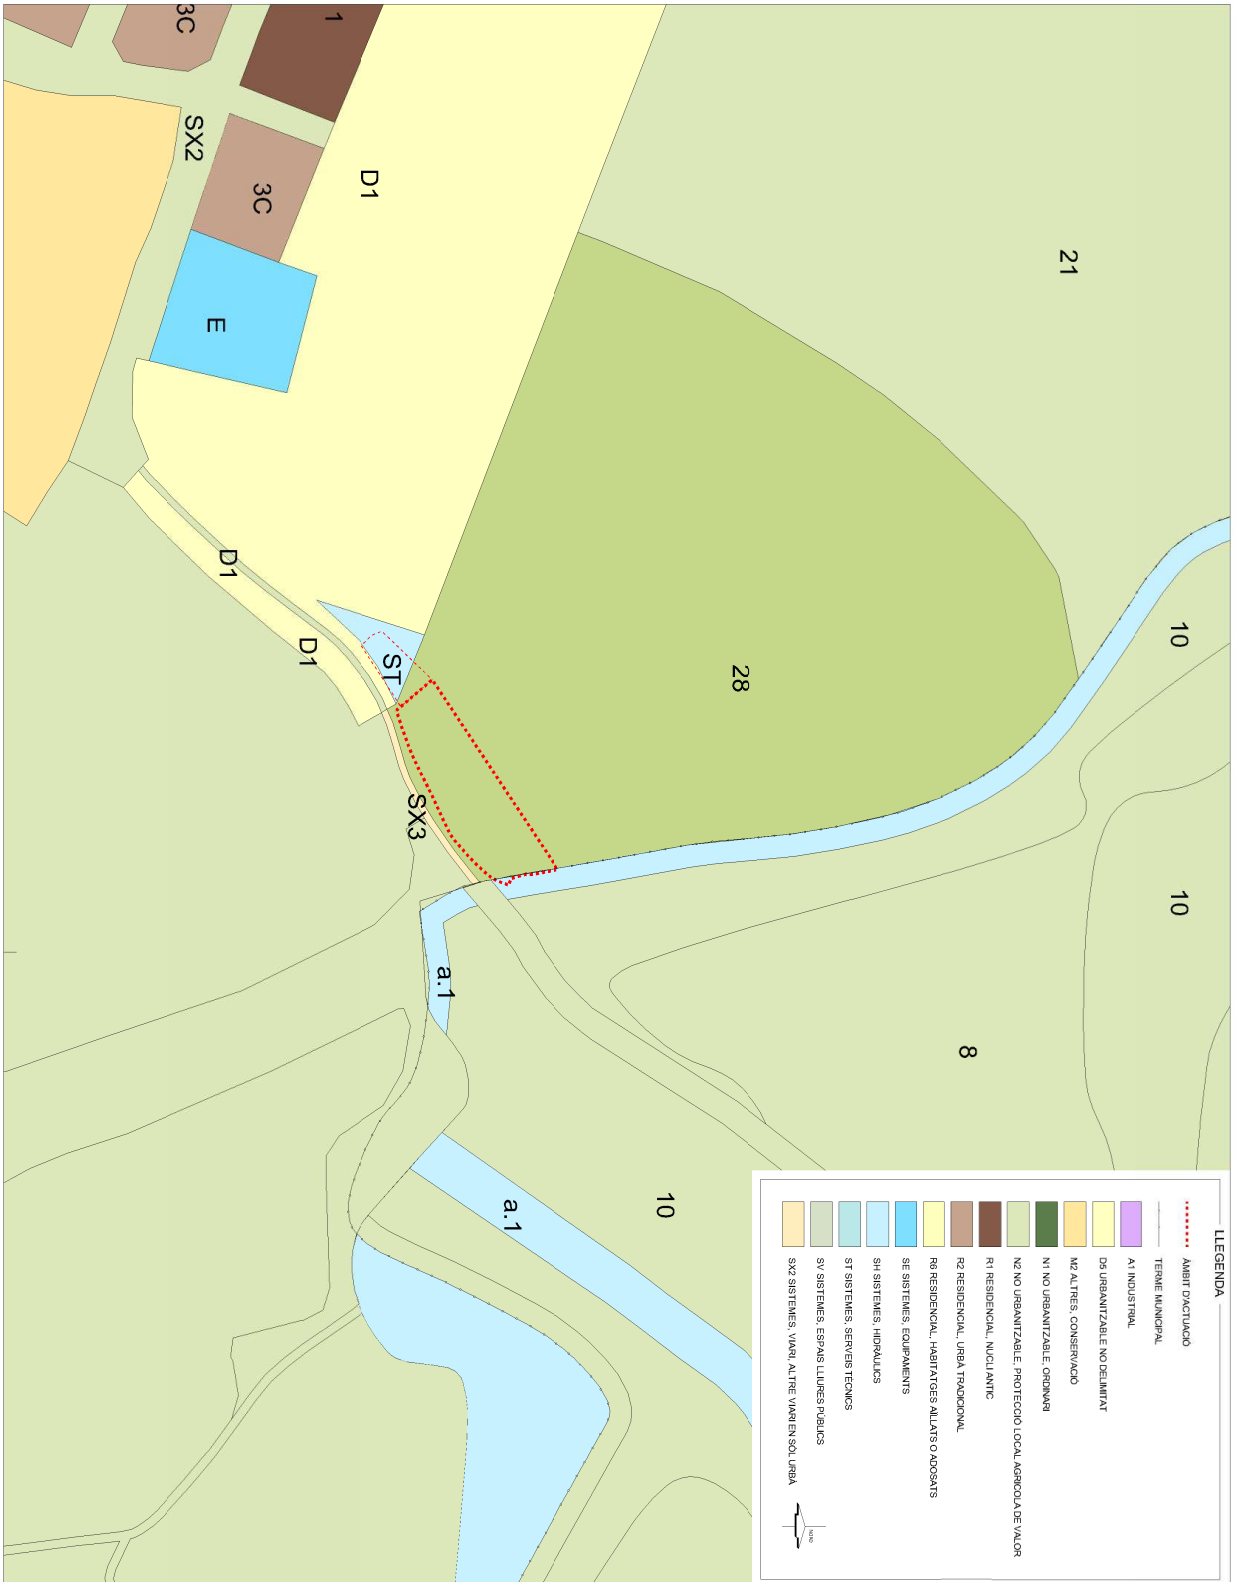 3C
1
SX2
3C
D1
E
21
D1
D1
ST
28
SX3
10
10
a.1
8
a.1
10
LLEGENDA
ÀMBIT D'ACTUACIÓ
TERME MUNICIPAL
A1 INDUSTRIAL
D5 URBANITZABLE NO DELIMITAT
M2 ALTRES, CONSERVACIÓ
N1 NO URBANITZABLE, ORDINARI
N2 NO URBANITZABLE, PROTECCIÓ LOCAL AGRICOLA DE VALOR
R1 RESIDENCIAL, NUCLI ANTIC
R2 RESIDENCIAL, URBÀ TRADICIONAL
R6 RESIDENCIAL, HABITATGES AÏLLATS O ADOSATS
SE SISTEMES, EQUIPAMENTS
SH SISTEMES, HIDRÀULICS
ST SISTEMES, SERVEIS TÈCNICS
SV SISTEMES, ESPAIS LLIURES PÚBLICS
SX2 SISTEMES, VIARI, ALTRE VIARI EN SÒL URBÀ
NORD